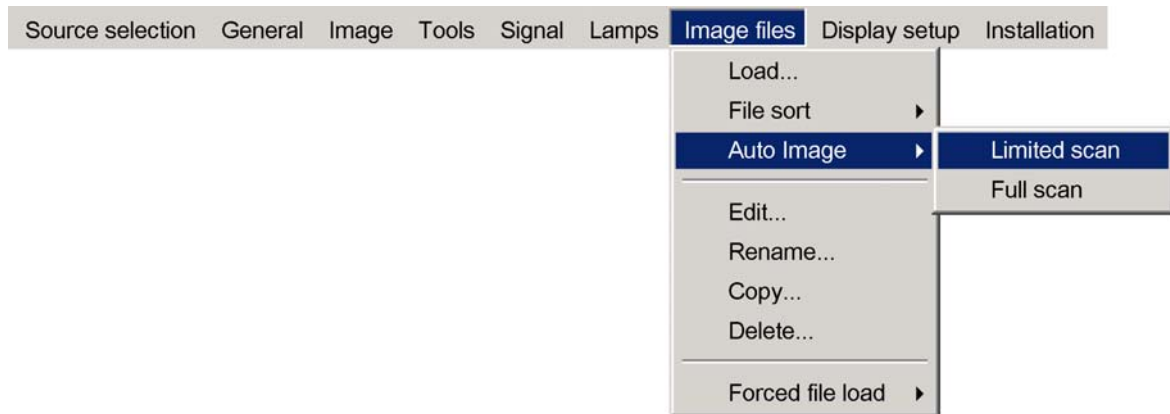 Source selection General Image Tools Signal Lamps Image files Display setup Installation
Load...
File sort
Auto Image
Limited scan
Full scan
Edit...
Rename...
Copy...
Delete...
Forced file load